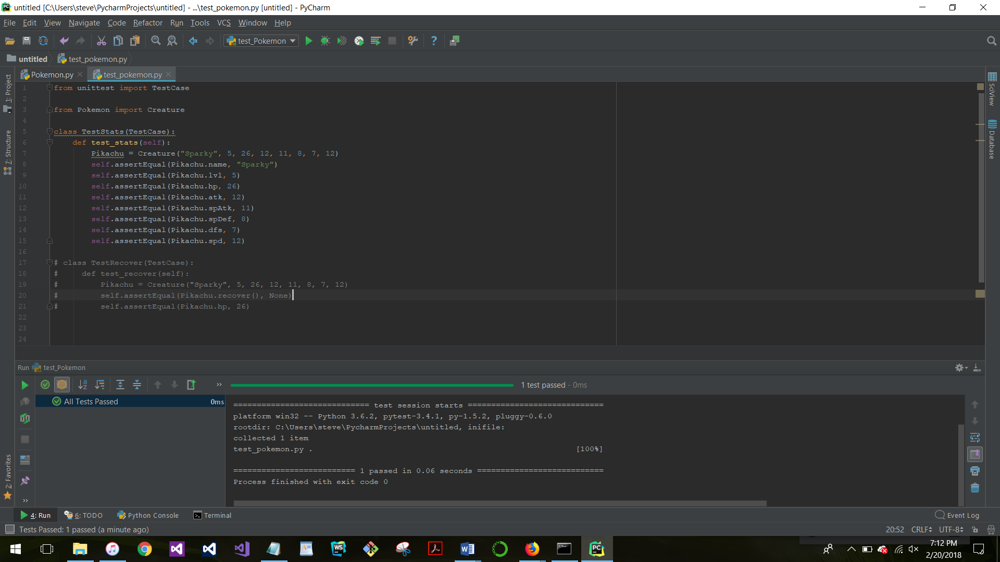 untitled [C:\Users\steve\PycharmProjects\untitled] - ...\test_pokemon.py [untitled] - PyCharm
File Edit View Navigate Code Refactor Run Tools VCS Window Help
test_Pokemon
untitled test_pokemon.py
Pokemon.py test_pokemon.py
1: Project
7: Structure
2: Favorites
SciView
Database
1 from unittest import TestCase
2
3 from Pokemon import Creature
4
5 class TestStats(TestCase):
6 def test_stats(self):
7 Pikachu = Creature("Sparky", 5, 26, 12, 11, 8, 7, 12)
8 self.assertEqual(Pikachu.name, "Sparky")
9 self.assertEqual(Pikachu.lvl, 5)
10 self.assertEqual(Pikachu.hp, 26)
11 self.assertEqual(Pikachu.atk, 12)
12 self.assertEqual(Pikachu.spAtk, 11)
13 self.assertEqual(Pikachu.spDef, 8)
14 self.assertEqual(Pikachu.dfs, 7)
15 self.assertEqual(Pikachu.spd, 12)
16
17 # class TestRecover(TestCase):
18 # def test_recover(self):
19 # Pikachu = Creature("Sparky", 5, 26, 12, 11, 8, 7, 12)
20 # self.assertEqual(Pikachu.recover(), None)
21 # self.assertEqual(Pikachu.hp, 26)
22
23
24
Run test_Pokemon
1 test passed - 0ms
All Tests Passed 0ms
============================= test session starts =============================
platform win32 -- Python 3.6.2, pytest-3.4.1, py-1.5.2, pluggy-0.6.0
rootdir: C:\Users\steve\PycharmProjects\untitled, inifile:
collected 1 item
test_pokemon.py . [100%]
========================== 1 passed in 0.06 seconds ===========================
Process finished with exit code 0
4: Run 6: TODO Python Console Terminal Event Log
Tests Passed: 1 passed (a minute ago) 20:52 CRLF UTF-8
7:12 PM
2/20/2018